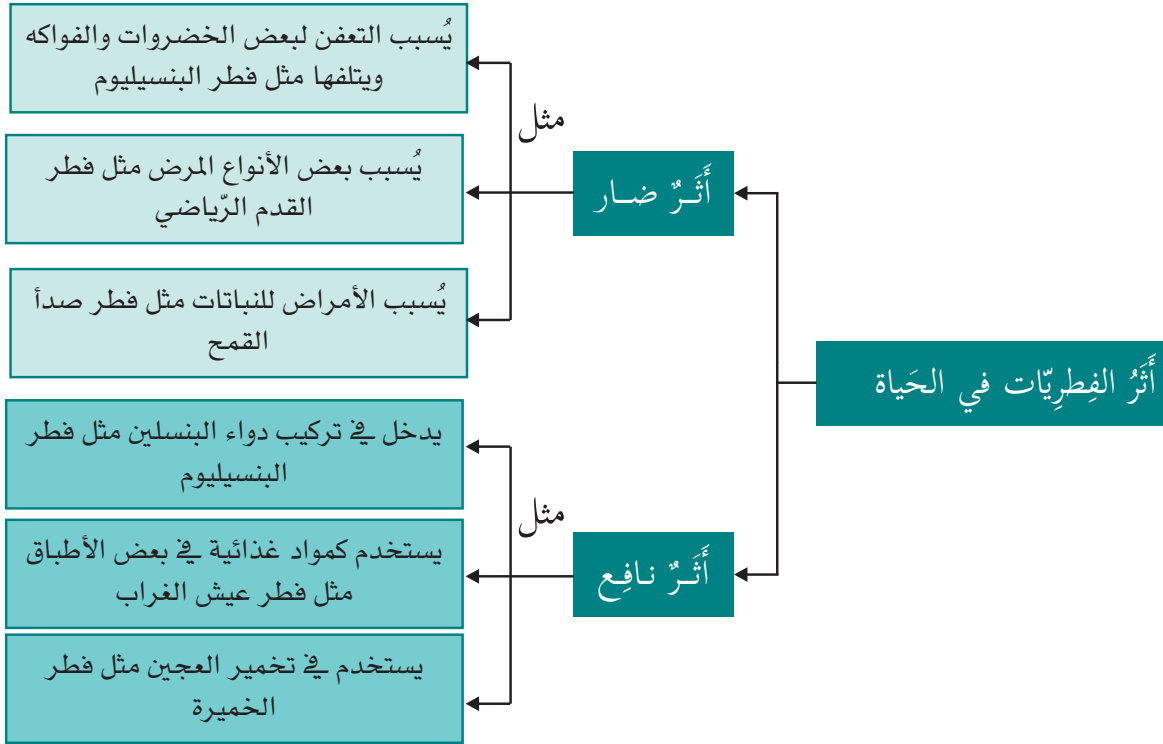 أَثَرُ الفِطرِيّات في الحَياة
أَثَـرٌ ضـار
مثل
يُسبب التعفن لبعض الخضروات والفواكه
ويتلفها مثل فطر البنسيليوم
يُسبب بعض الأنواع المرض مثل فطر
القدم الرّياضي
يُسبب الأمراض للنباتات مثل فطر صدأ
القمح
أَثَـرٌ نـافِـع
مثل
يدخل في تركيب دواء البنسلين مثل فطر
البنسيليوم
يستخدم كمواد غذائية في بعض الأطباق
مثل فطر عيش الغراب
يستخدم في تخمير العجين مثل فطر
الخميرة